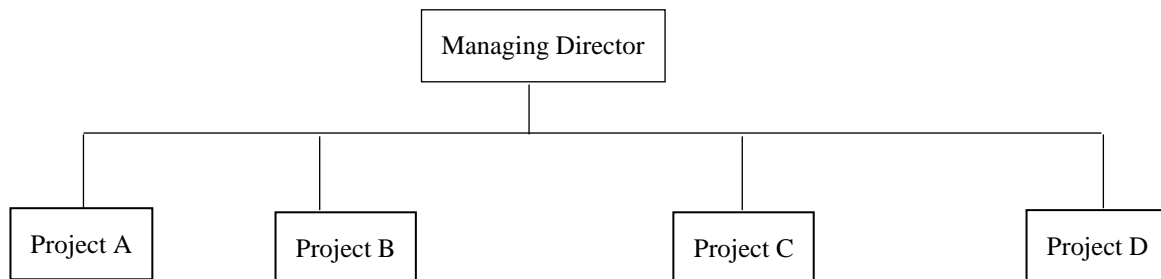 Managing Director
Project A
Project B
Project C
Project D